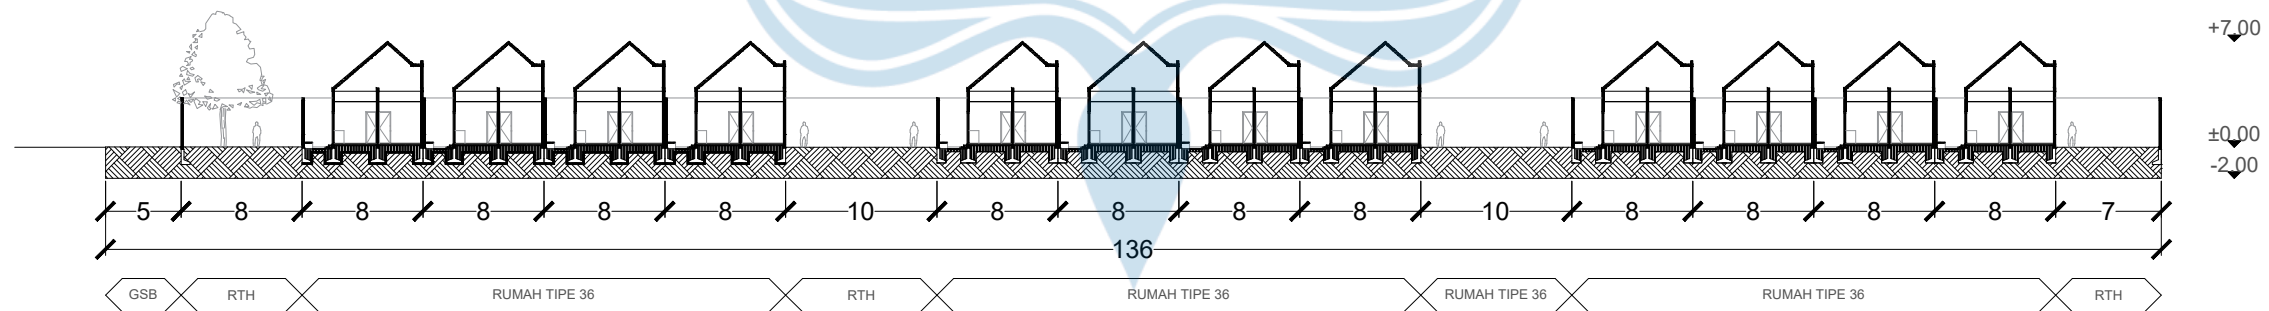 +7,00
±0,00
-2,00
5 8 8 8 8 8 10 8 8 8 8 10 8 8 8 8 7
136
GSB RTH RUMAH TIPE 36 RTH RUMAH TIPE 36 RUMAH TIPE 36 RUMAH TIPE 36 RTH